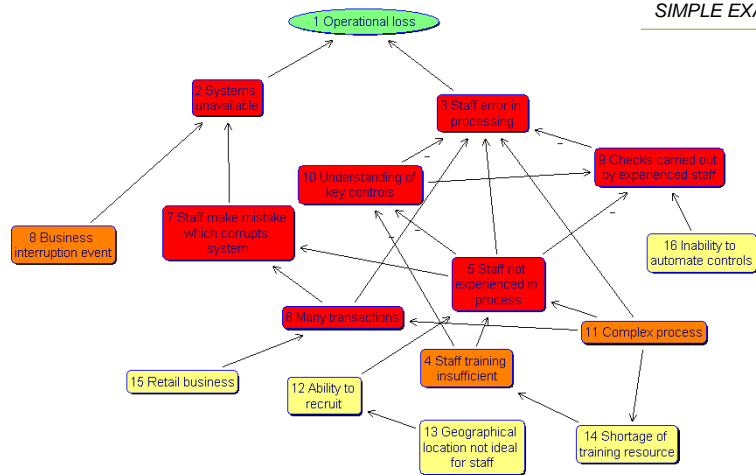 SIMPLE EXA
1 Operational loss
2 Systems
unavailable
3 Staff error in
processing
9 Checks carried out
by experienced staff
10 Understanding of
key controls
7 Staff make mistake
which corrupts
system
8 Business
interruption event
16 Inability to
automate controls
5 Staff not
experienced in
process
6 Many transactions
11 Complex process
4 Staff training
insufficient
15 Retail business
12 Ability to
recruit
13 Geographical
location not ideal
for staff
14 Shortage of
training resource